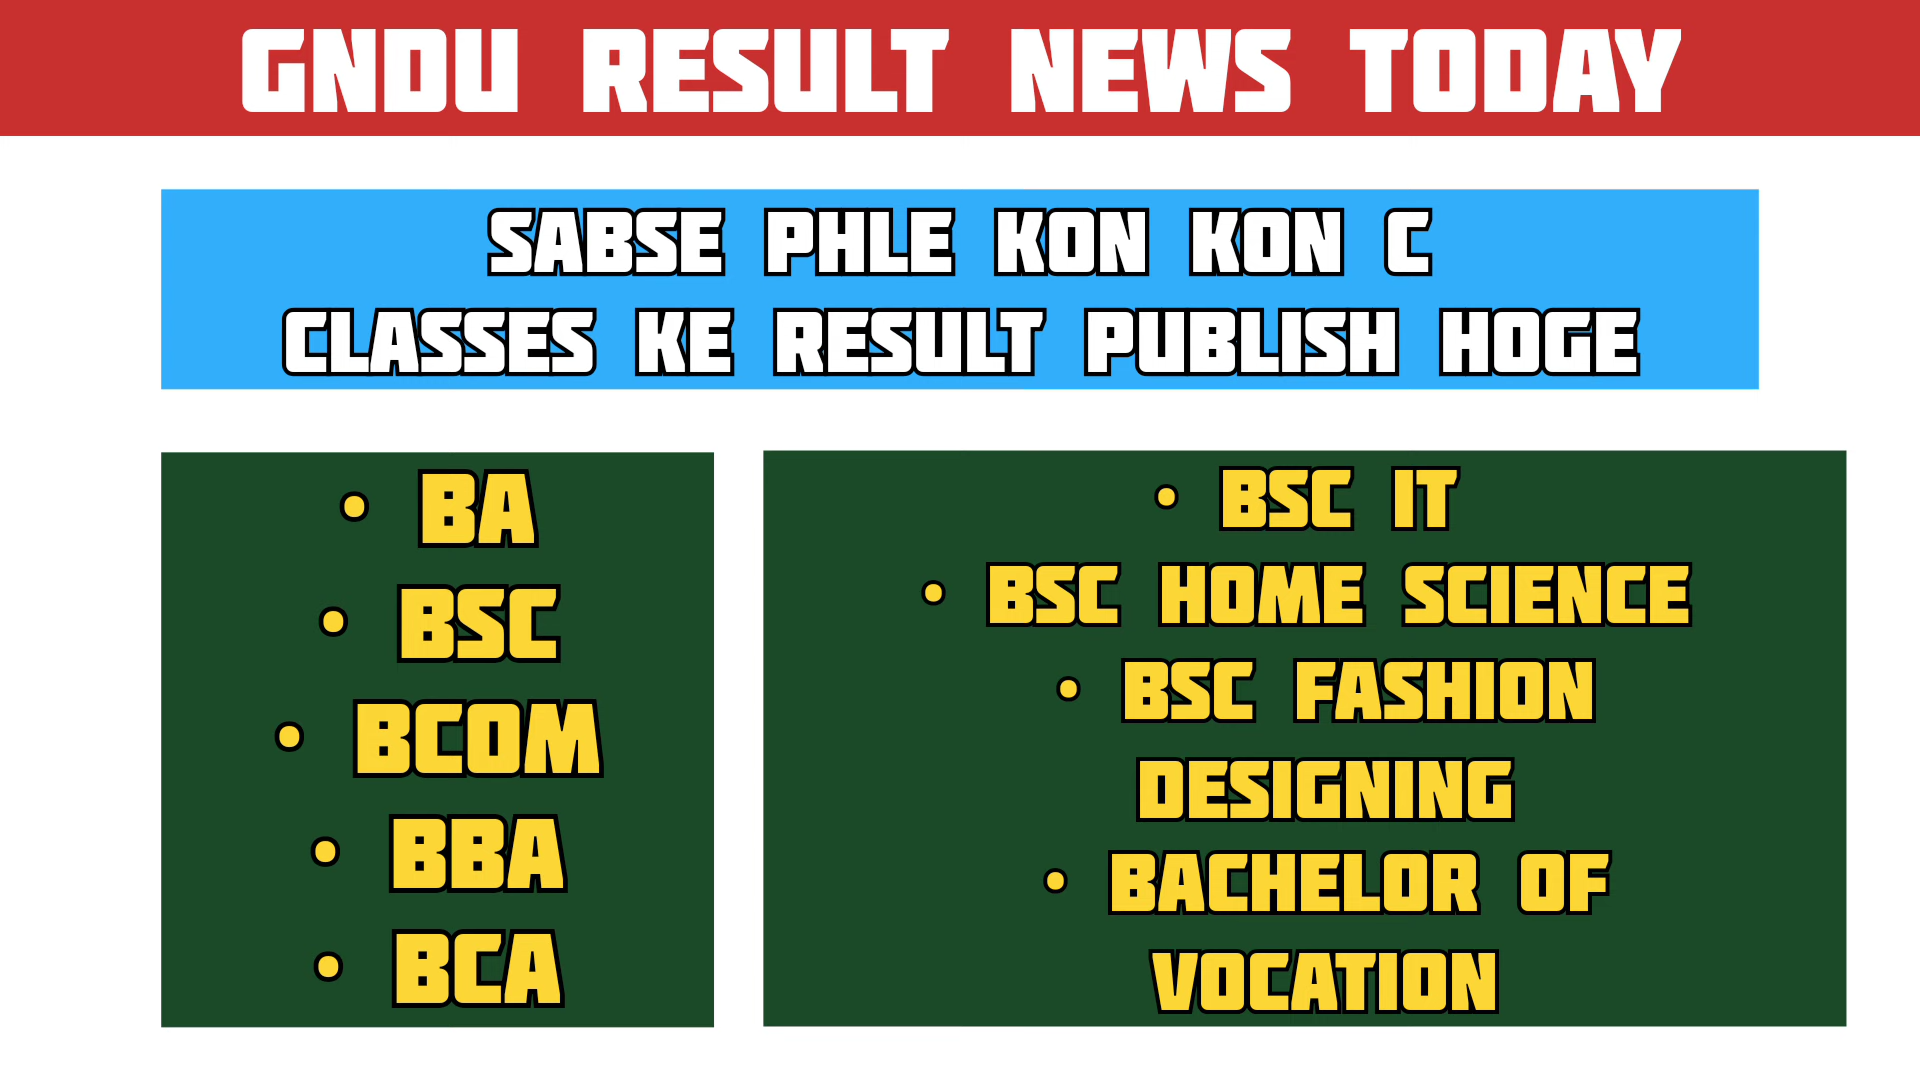 GNDU RESULT NEWS TODAY
SABSE PHLE KON KON C
CLASSES KE RESULT PUBLISH HOGE
• BA
• BSC
• BCOM
• BBA
• BCA
• BSC IT
• BSC HOME SCIENCE
• BSC FASHION
DESIGNING
• BACHELOR OF
VOCATION